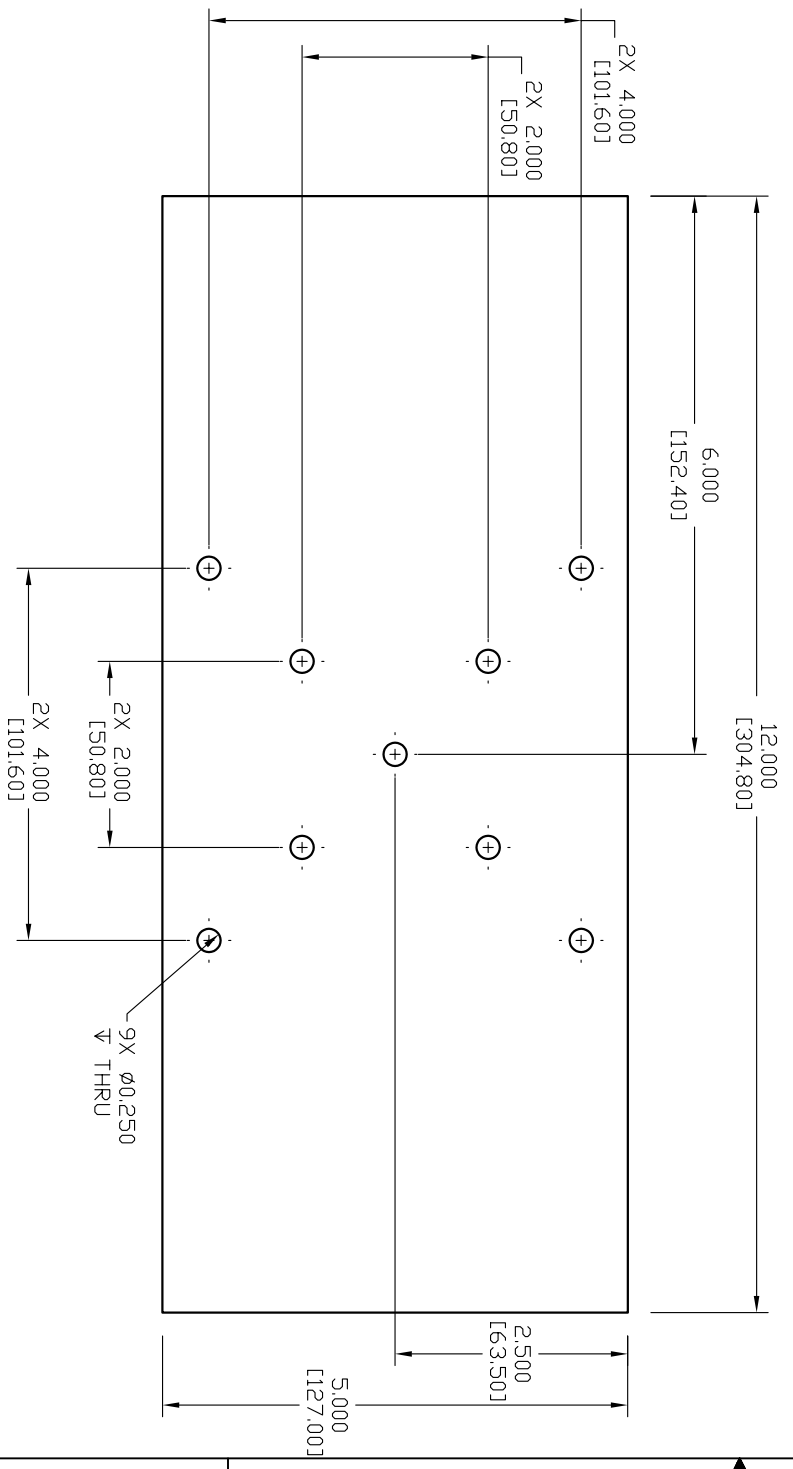 12.000
[304.80]
6.000
[152.40]
2X 4.000
[101.60]
2X 2.000
[50.80]
2.500
[63.50]
5.000
[127.00]
2X 2.000
[50.80]
2X 4.000
[101.60]
9X ⌀0.250
↧ THRU